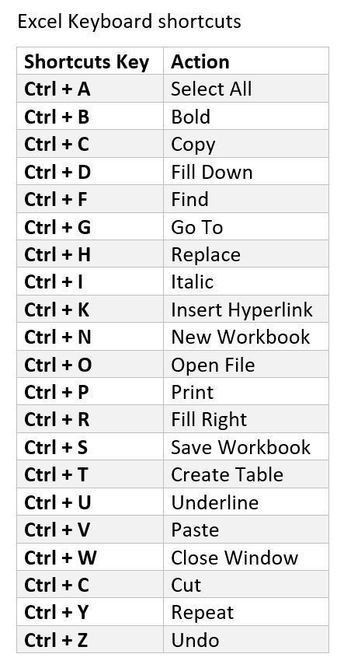 Excel Keyboard shortcuts
Shortcuts Key Action
Ctrl + A Select All
Ctrl + B Bold
Ctrl + C Copy
Ctrl + D Fill Down
Ctrl + F Find
Ctrl + G Go To
Ctrl + H Replace
Ctrl + I Italic
Ctrl + K Insert Hyperlink
Ctrl + N New Workbook
Ctrl + O Open File
Ctrl + P Print
Ctrl + R Fill Right
Ctrl + S Save Workbook
Ctrl + T Create Table
Ctrl + U Underline
Ctrl + V Paste
Ctrl + W Close Window
Ctrl + C Cut
Ctrl + Y Repeat
Ctrl + Z Undo